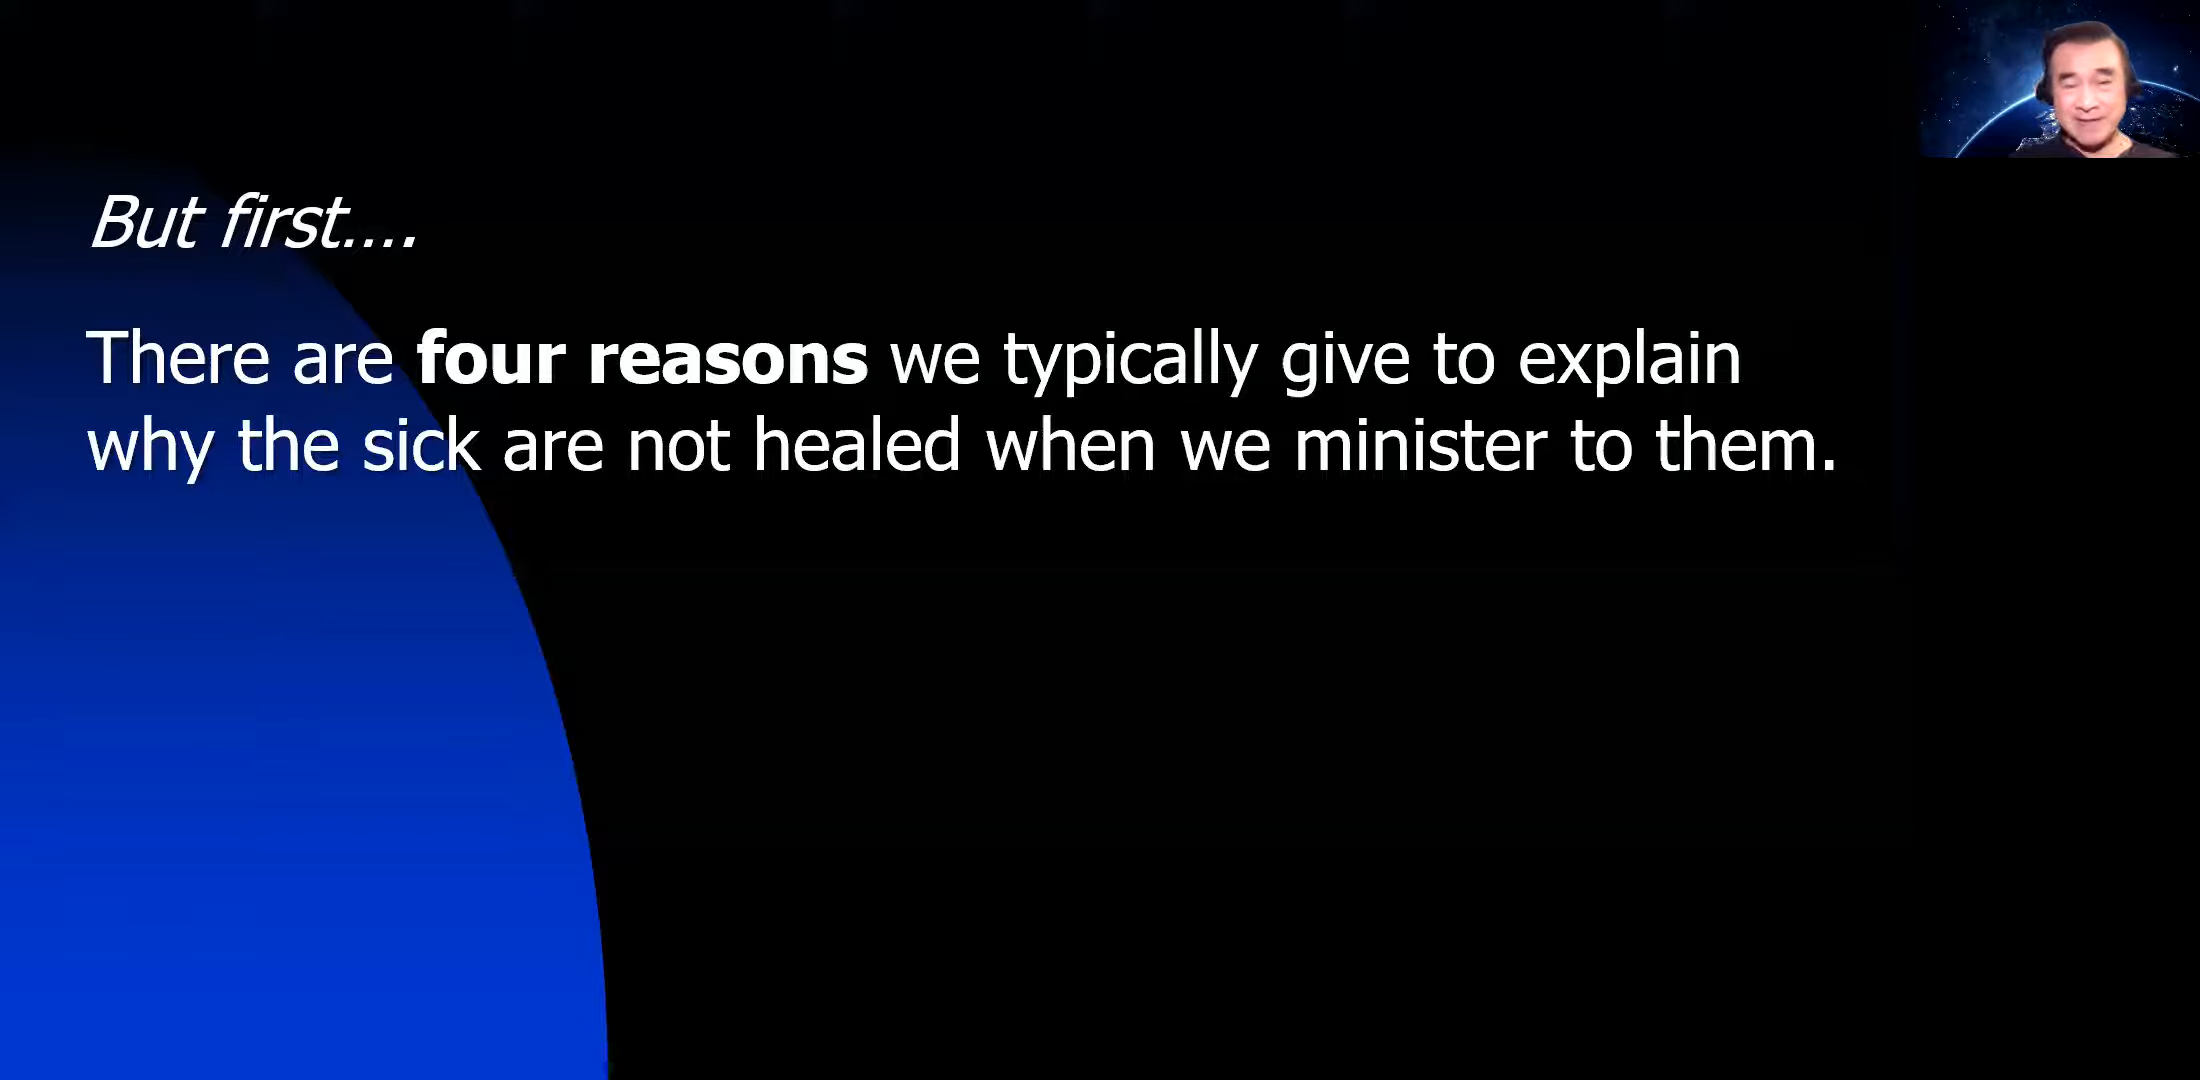 But first....
There are four reasons we typically give to explain
why the sick are not healed when we minister to them.